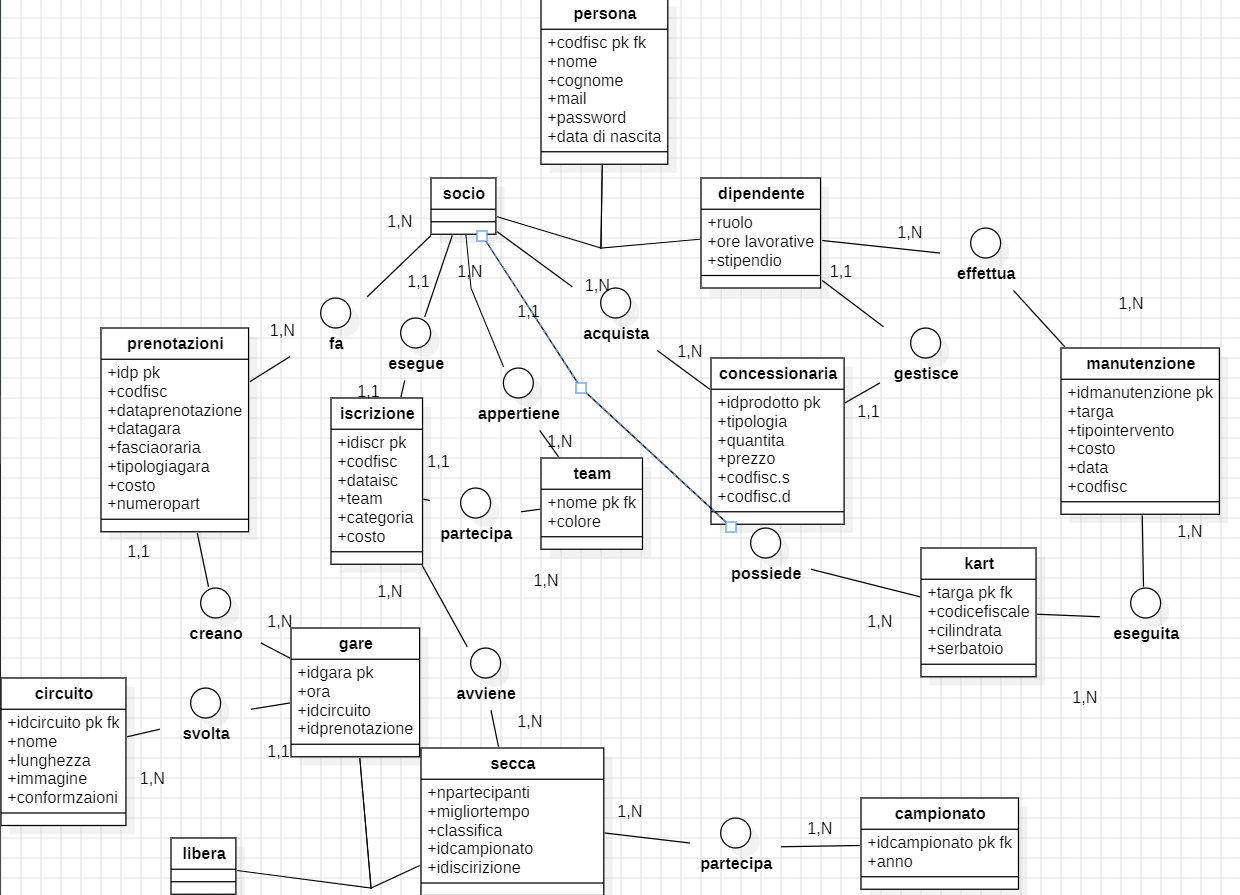 persona
+codfisc pk fk
+nome
+cognome
+mail
+password
+data di nascita
socio
1,N
dipendente
+ruolo
+ore lavorative
+stipendio
1,N
effettua
1,1
1,N
1,1
1,N
1,N
1,1
fa
1,N
esegue
acquista
1,N
gestisce
1,1
prenotazioni
+idp pk
+codfisc
+dataprenotazione
+datagara
+fasciaoraria
+tipologiagara
+costo
+numeropart
1,1
iscrizione
+idiscr pk
+codfisc
+dataisc
+team
+categoria
+costo
appertiene
1,N
1,1
partecipa
team
+nome pk fk
+colore
1,N
concessionaria
+idprodotto pk
+tipologia
+quantita
+prezzo
+codfisc.s
+codfisc.d
manutenzione
+idmanutenzione pk
+targa
+tipointervento
+costo
+data
+codfisc
1,N
possiede
1,N
kart
+targa pk fk
+codicefiscale
+cilindrata
+serbatoio
eseguita
1,N
1,1
creano
1,N
1,N
gare
+idgara pk
+ora
+idcircuito
+idprenotazione
avviene
1,N
circuito
+idcircuito pk fk
+nome
+lunghezza
+immagine
+conformzaioni
svolta
1,1
1,N
secca
+npartecipanti
+migliortempo
+classifica
+idcampionato
+idiscirizione
1,N
partecipa
1,N
campionato
+idcampionato pk fk
+anno
libera